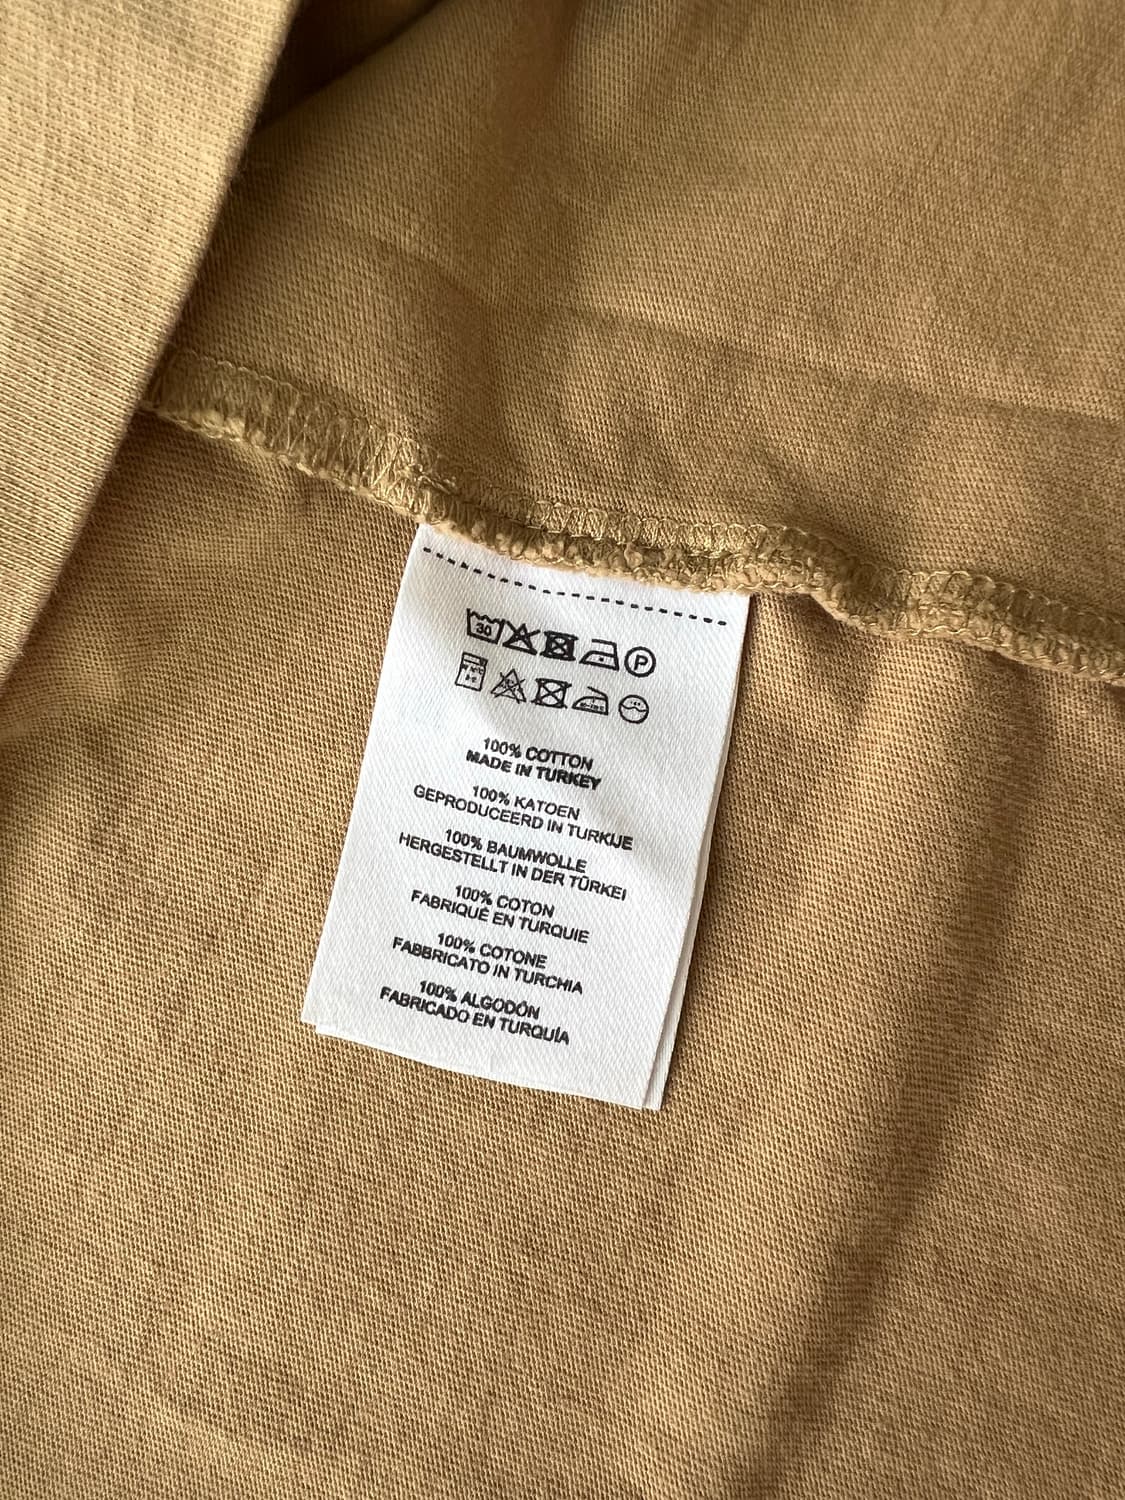 30
P
100% COTTON
MADE IN TURKEY
100% KATOEN
GEPRODUCEERD IN TURKIJE
100% BAUMWOLLE
HERGESTELLT IN DER TÜRKEI
100% COTON
FABRIQUÉ EN TURQUIE
100% COTONE
FABBRICATO IN TURCHIA
100% ALGODÓN
FABRICADO EN TURQUÍA